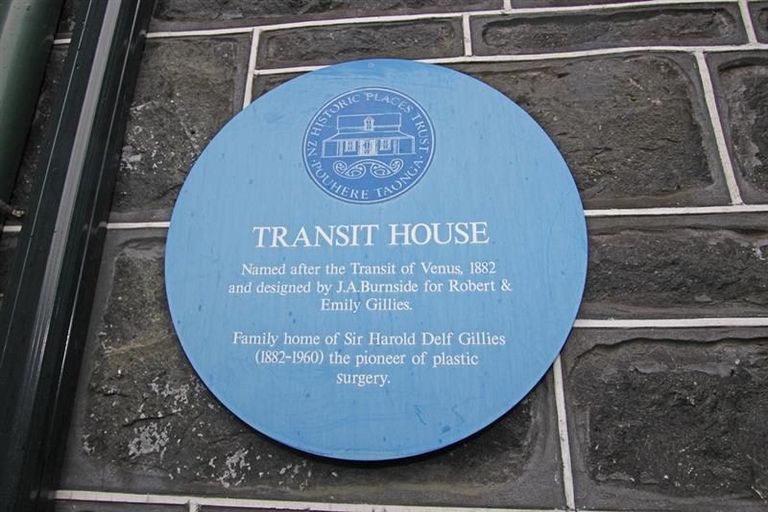 NZ HISTORIC PLACES TRUST
· POUHERE TAONGA ·
TRANSIT HOUSE
Named after the Transit of Venus, 1882
and designed by J.A.Burnside for Robert &
Emily Gillies.
Family home of Sir Harold Delf Gillies
(1882-1960) the pioneer of plastic
surgery.